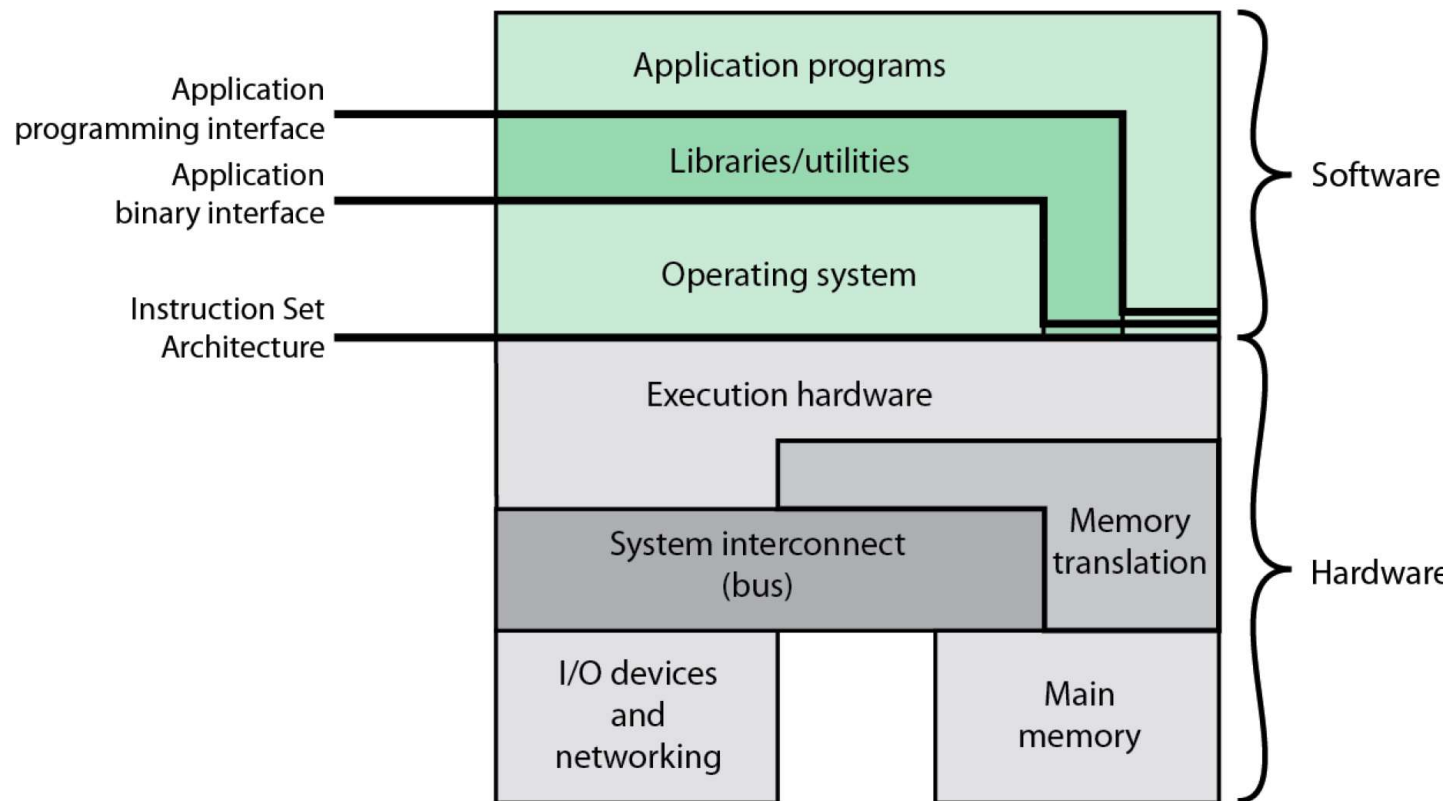 Application programs
Application
programming interface
Libraries/utilities
Application
binary interface
Software
Operating system
Instruction Set
Architecture
Execution hardware
Memory
translation
System interconnect
(bus)
Hardware
I/O devices
and
networking
Main
memory